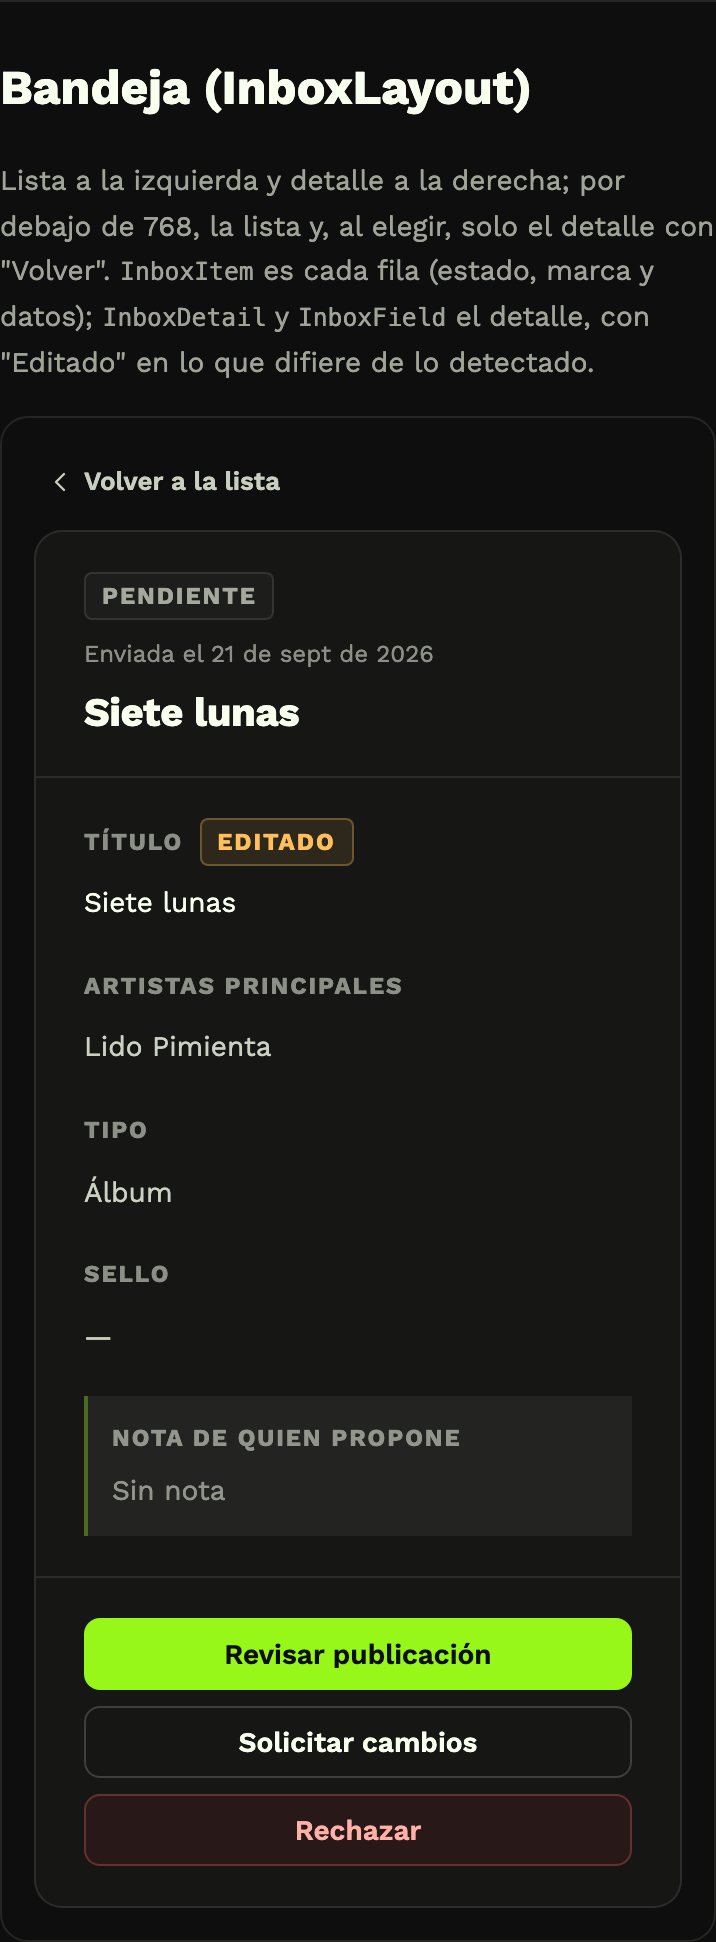 Bandeja (InboxLayout)
Lista a la izquierda y detalle a la derecha; por
debajo de 768, la lista y, al elegir, solo el detalle con
"Volver". InboxItem es cada fila (estado, marca y
datos); InboxDetail y InboxField el detalle, con
"Editado" en lo que difiere de lo detectado.
Volver a la lista
PENDIENTE
Enviada el 21 de sept de 2026
Siete lunas
TÍTULO EDITADO
Siete lunas
ARTISTAS PRINCIPALES
Lido Pimienta
TIPO
Álbum
SELLO
—
NOTA DE QUIEN PROPONE
Sin nota
Revisar publicación
Solicitar cambios
Rechazar